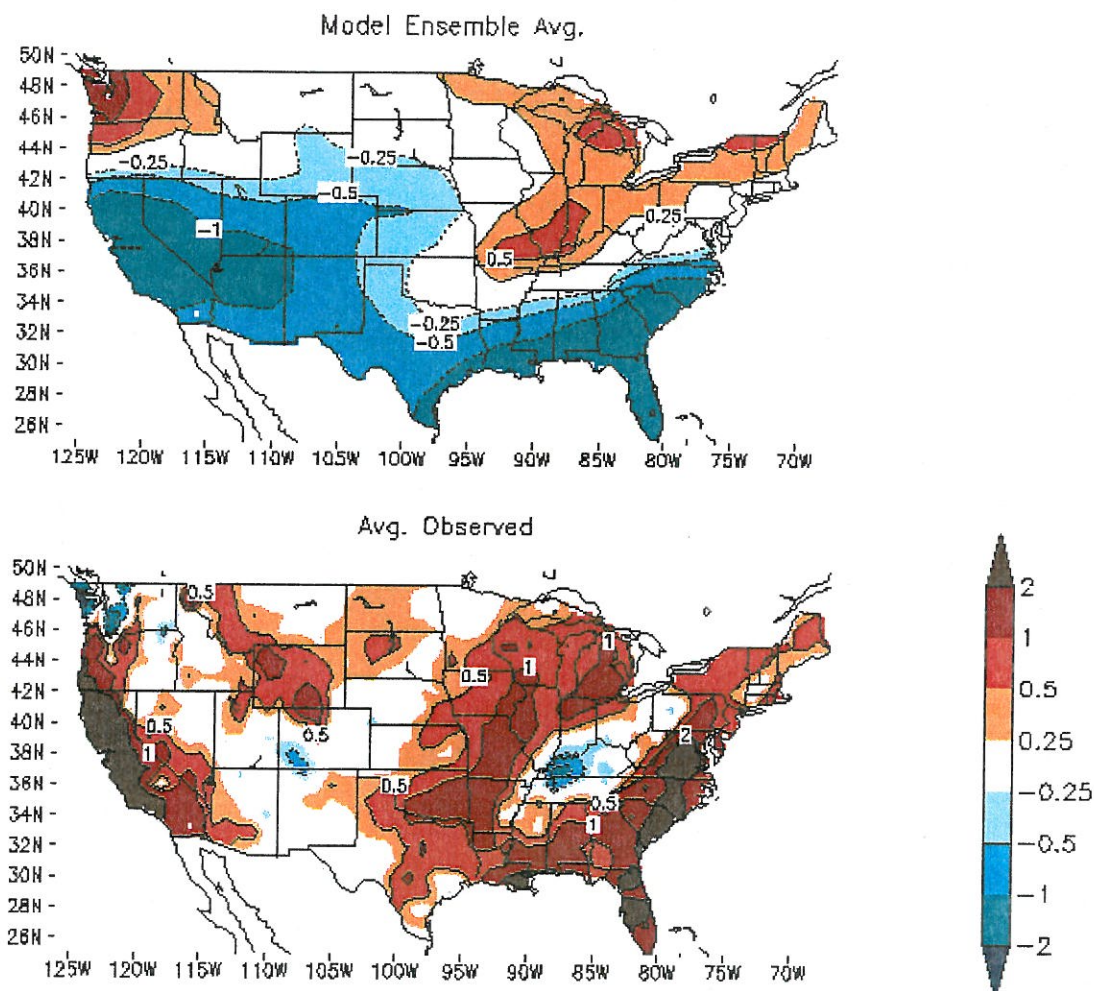 Model Ensemble Avg.
50N
48N
46N
44N
42N
40N
38N
36N
34N
32N
30N
28N
26N
-0.25
-0.25
-0.5
-1
0.25
0.5
-0.25
-0.5
125W 120W 115W 110W 105W 100W 95W 90W 85W 80W 75W 70W
Avg. Observed
50N
48N
46N
44N
42N
40N
38N
36N
34N
32N
30N
28N
26N
0.5
1
0.5
1
0.5
0.5
1
2
0.5
0.5
1
125W 120W 115W 110W 105W 100W 95W 90W 85W 80W 75W 70W
2
1
0.5
0.25
-0.25
-0.5
-1
-2